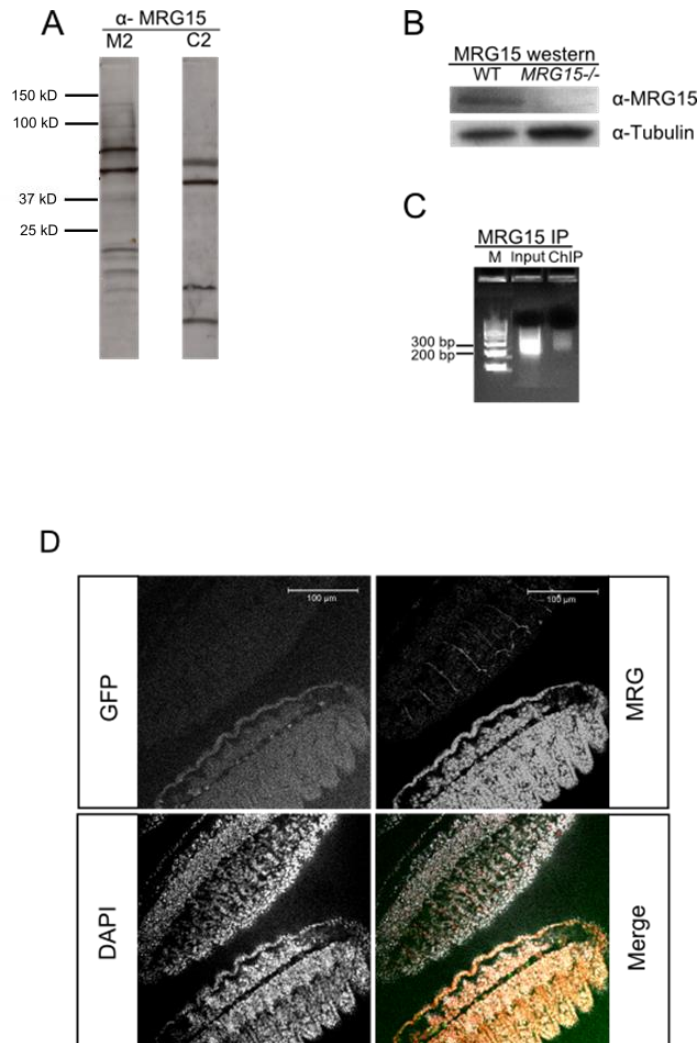 A
α- MRG15
M2 C2
150 kD
100 kD
37 kD
25 kD
B
MRG15 western
WT MRG15-/-
α-MRG15
α-Tubulin
C
MRG15 IP
M Input ChIP
300 bp
200 bp
D
GFP
100 µm
100 µm
MRG
DAPI
Merge